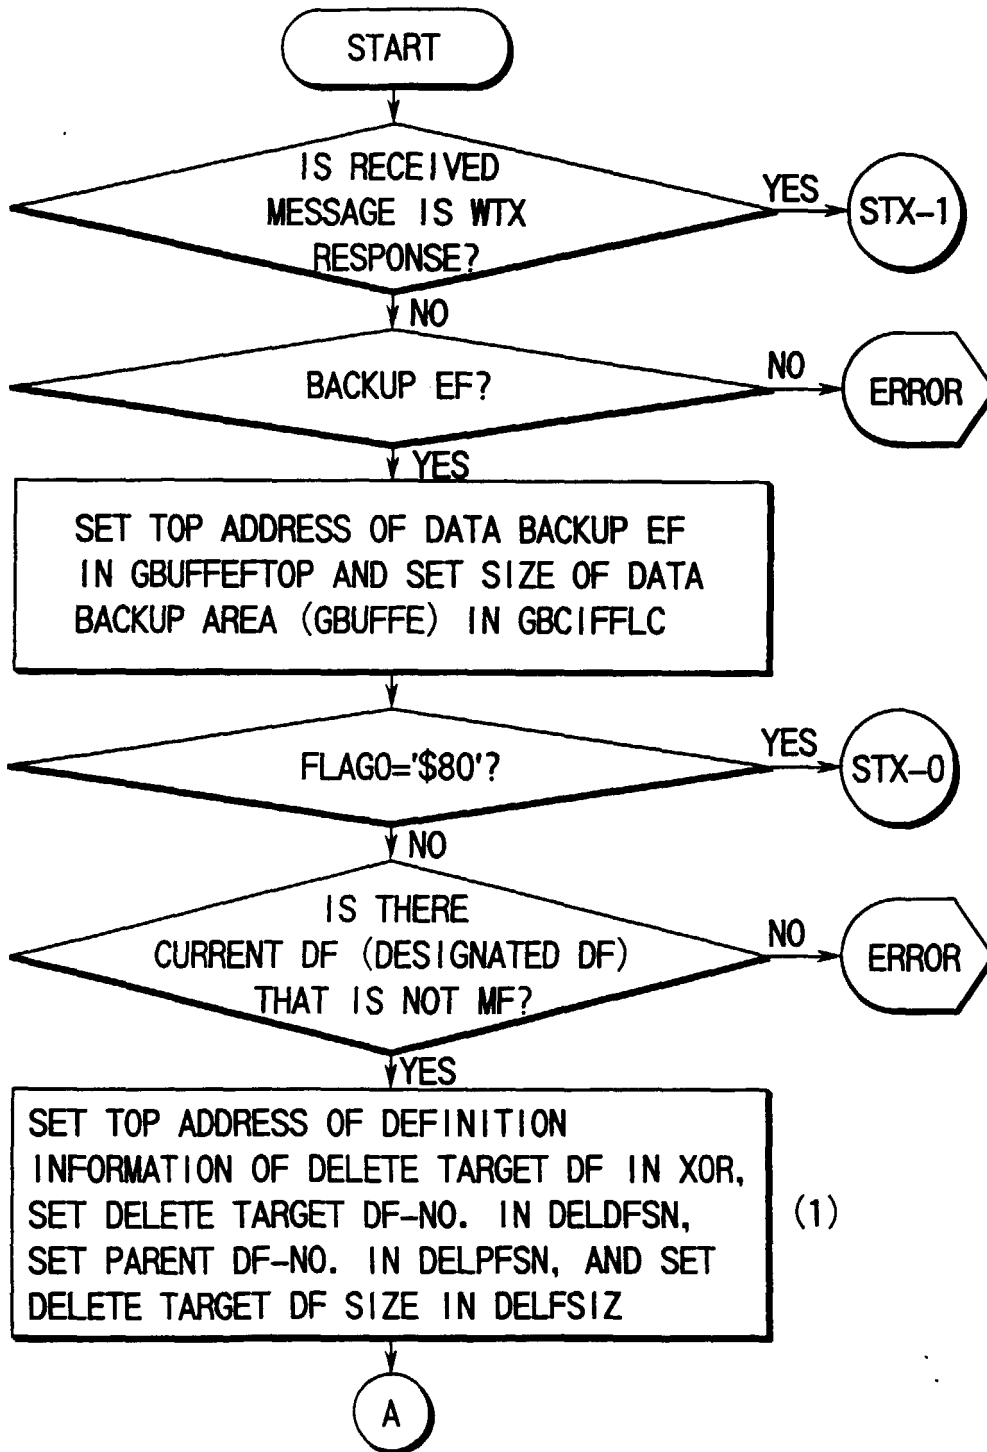 START
IS RECEIVED
MESSAGE IS WTX
RESPONSE?
YES
STX-1
NO
BACKUP EF?
NO
ERROR
YES
SET TOP ADDRESS OF DATA BACKUP EF
IN GBUFFEFTOP AND SET SIZE OF DATA
BACKUP AREA (GBUFFE) IN GBCIFFLC
FLAG0='$80'?
YES
STX-0
NO
IS THERE
CURRENT DF (DESIGNATED DF)
THAT IS NOT MF?
NO
ERROR
YES
SET TOP ADDRESS OF DEFINITION
INFORMATION OF DELETE TARGET DF IN XOR,
SET DELETE TARGET DF-NO. IN DELDFSN,
SET PARENT DF-NO. IN DELPFSN, AND SET
DELETE TARGET DF SIZE IN DELFSIZ
(1)
A